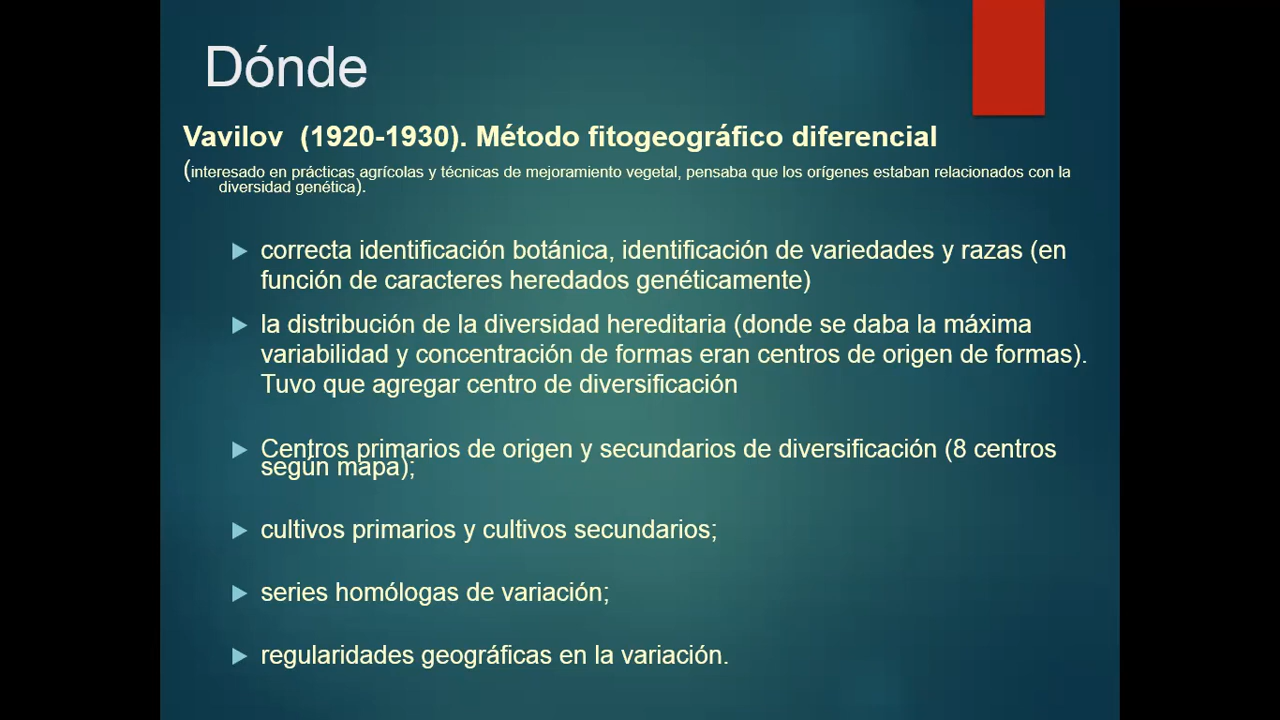 Dónde
Vavilov (1920-1930). Método fitogeográfico diferencial
(interesado en prácticas agrícolas y técnicas de mejoramiento vegetal, pensaba que los orígenes estaban relacionados con la
diversidad genética).
correcta identificación botánica, identificación de variedades y razas (en
función de caracteres heredados genéticamente)
la distribución de la diversidad hereditaria (donde se daba la máxima
variabilidad y concentración de formas eran centros de origen de formas).
Tuvo que agregar centro de diversificación
Centros primarios de origen y secundarios de diversificación (8 centros
según mapa);
cultivos primarios y cultivos secundarios;
series homólogas de variación;
regularidades geográficas en la variación.